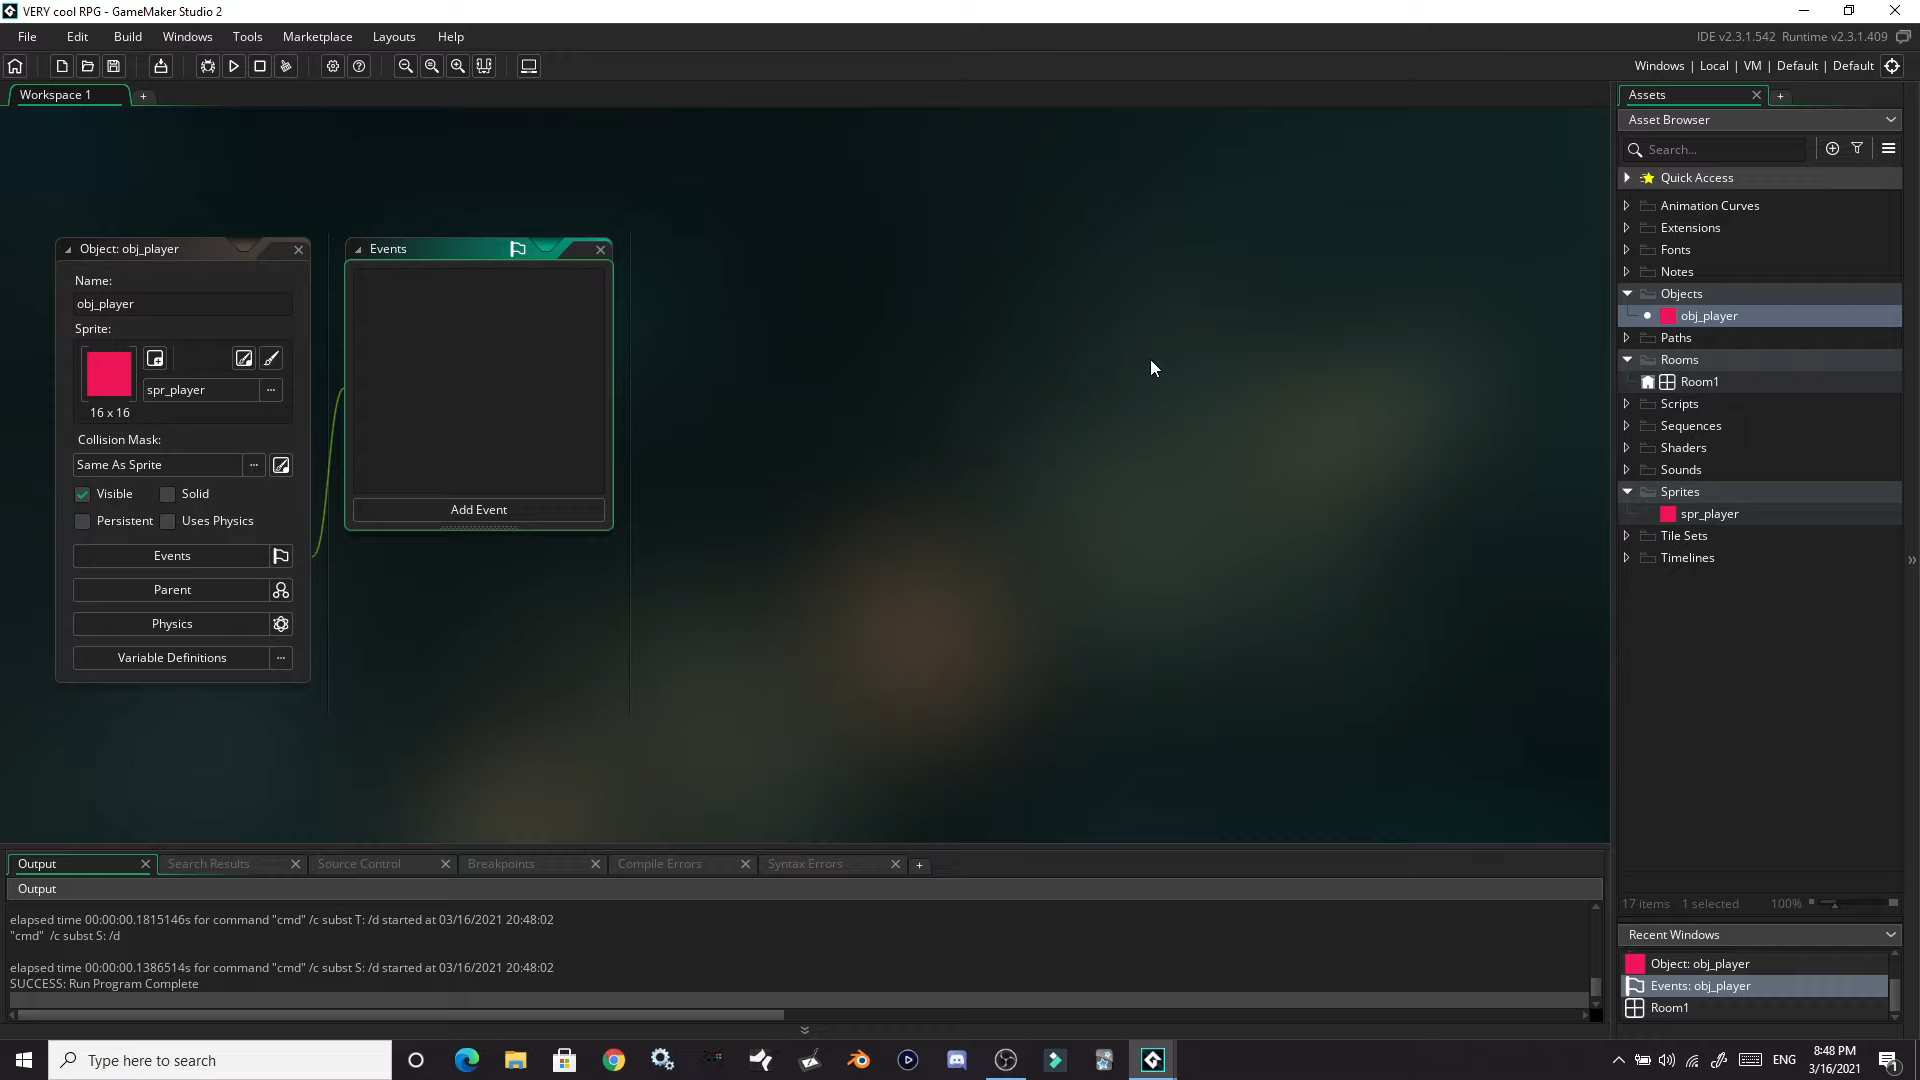 VERY cool RPG - GameMaker Studio 2
File Edit Build Windows Tools Marketplace Layouts Help
IDE v2.3.1.542 Runtime v2.3.1.409
Windows | Local | VM | Default | Default
Workspace 1 +
Assets
Asset Browser
Search...
Quick Access
Animation Curves
Extensions
Fonts
Notes
Objects
obj_player
Paths
Rooms
Room1
Scripts
Sequences
Shaders
Sounds
Sprites
spr_player
Tile Sets
Timelines
Object: obj_player
Name:
obj_player
Sprite:
spr_player
16 x 16
Collision Mask:
Same As Sprite
Visible
Solid
Persistent
Uses Physics
Events
Parent
Physics
Variable Definitions
Events
Add Event
17 items 1 selected 100%
Recent Windows
Object: obj_player
Events: obj_player
Room1
Output
Search Results
Source Control
Breakpoints
Compile Errors
Syntax Errors
Output
elapsed time 00:00:00.1815146s for command "cmd" /c subst T: /d started at 03/16/2021 20:48:02
"cmd" /c subst S: /d
elapsed time 00:00:00.1386514s for command "cmd" /c subst S: /d started at 03/16/2021 20:48:02
SUCCESS: Run Program Complete
Type here to search
ENG
8:48 PM
3/16/2021
1